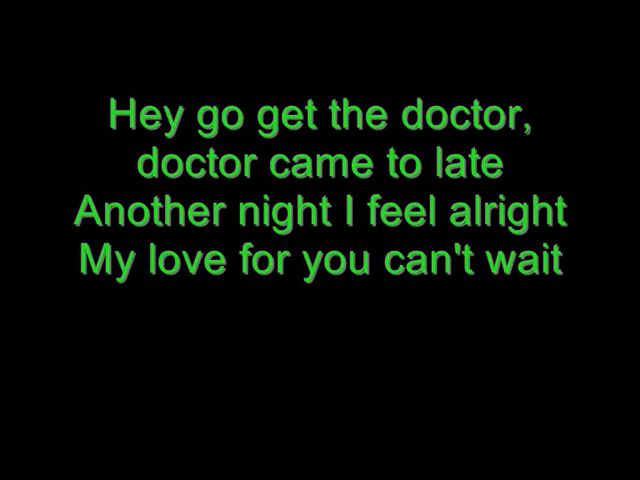 Hey go get the doctor,
doctor came to late
Another night I feel alright
My love for you can't wait